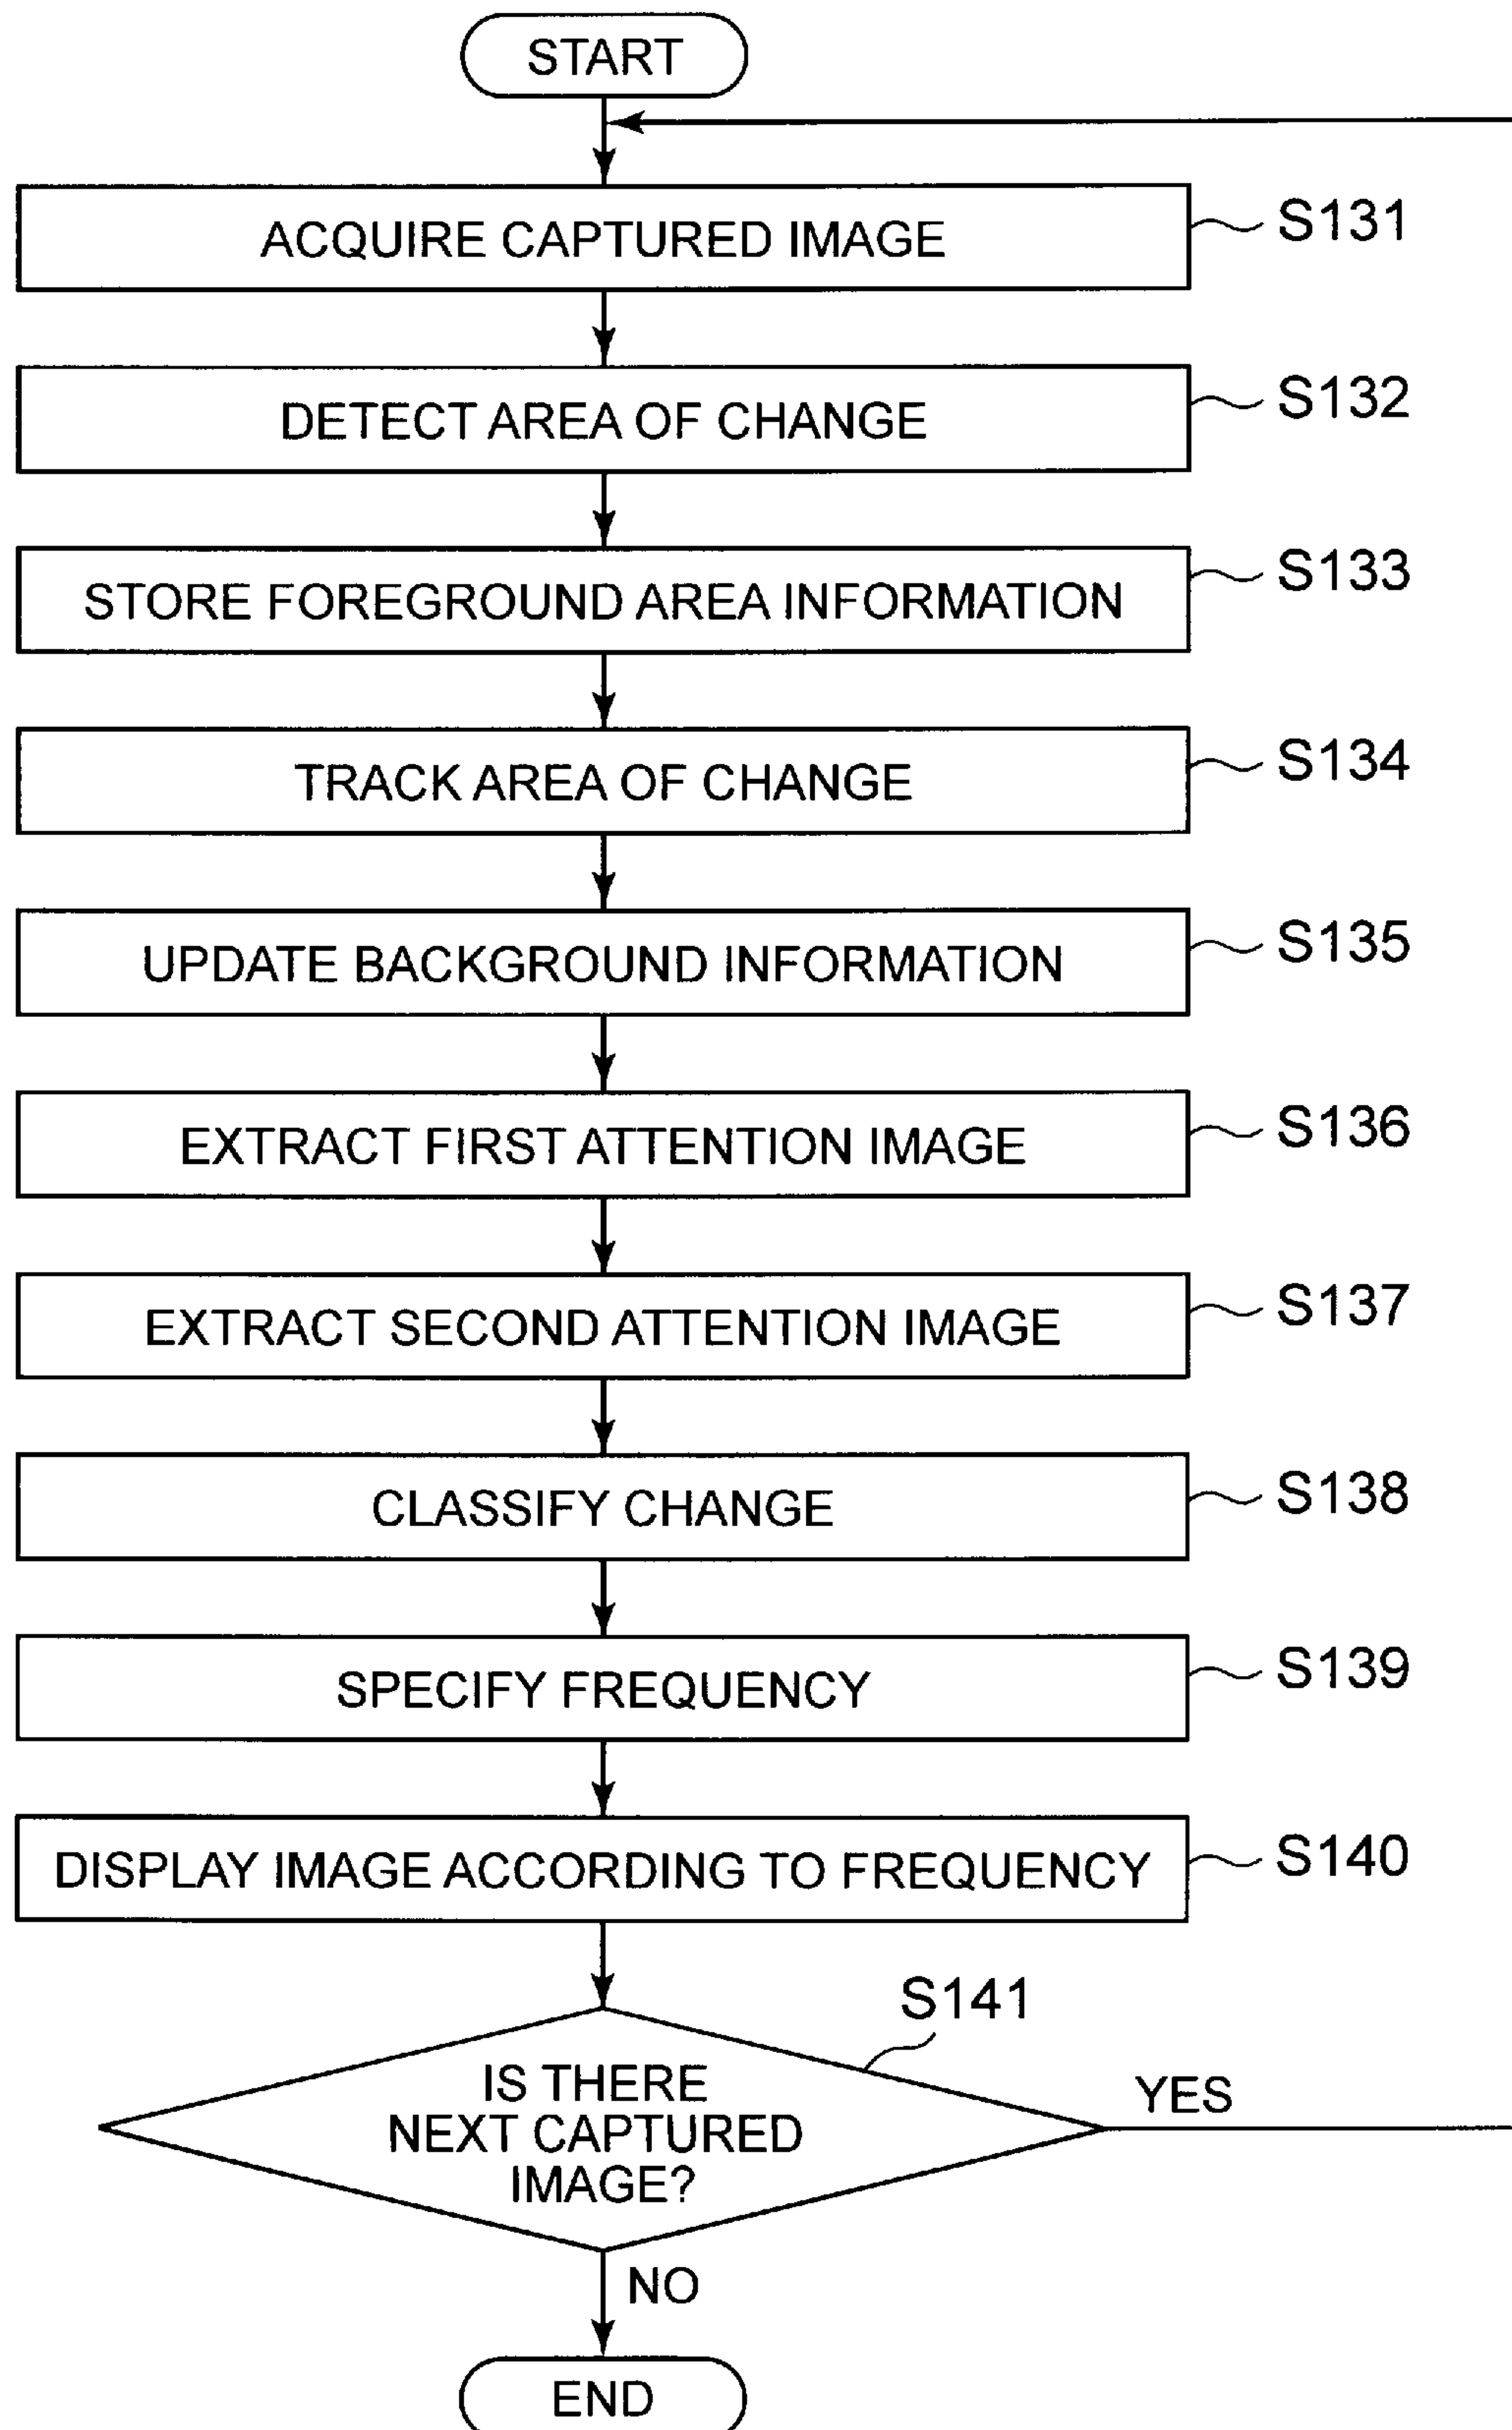 START
ACQUIRE CAPTURED IMAGE
S131
DETECT AREA OF CHANGE
S132
STORE FOREGROUND AREA INFORMATION
S133
TRACK AREA OF CHANGE
S134
UPDATE BACKGROUND INFORMATION
S135
EXTRACT FIRST ATTENTION IMAGE
S136
EXTRACT SECOND ATTENTION IMAGE
S137
CLASSIFY CHANGE
S138
SPECIFY FREQUENCY
S139
DISPLAY IMAGE ACCORDING TO FREQUENCY
S140
S141
IS THERE
NEXT CAPTURED
IMAGE?
YES
NO
END